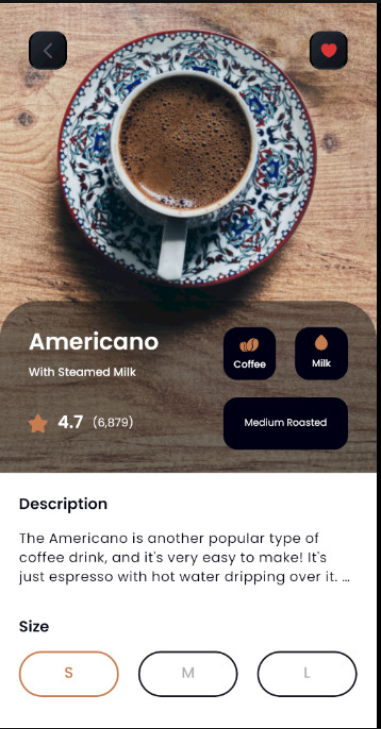 Americano
With Steamed Milk
Coffee
Milk
4.7 (6,879)
Medium Roasted
Description
The Americano is another popular type of
coffee drink, and it's very easy to make! It's
just espresso with hot water dripping over it. ...
Size
S
M
L